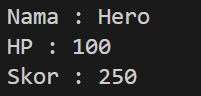 Nama : Hero
HP : 100
Skor : 250